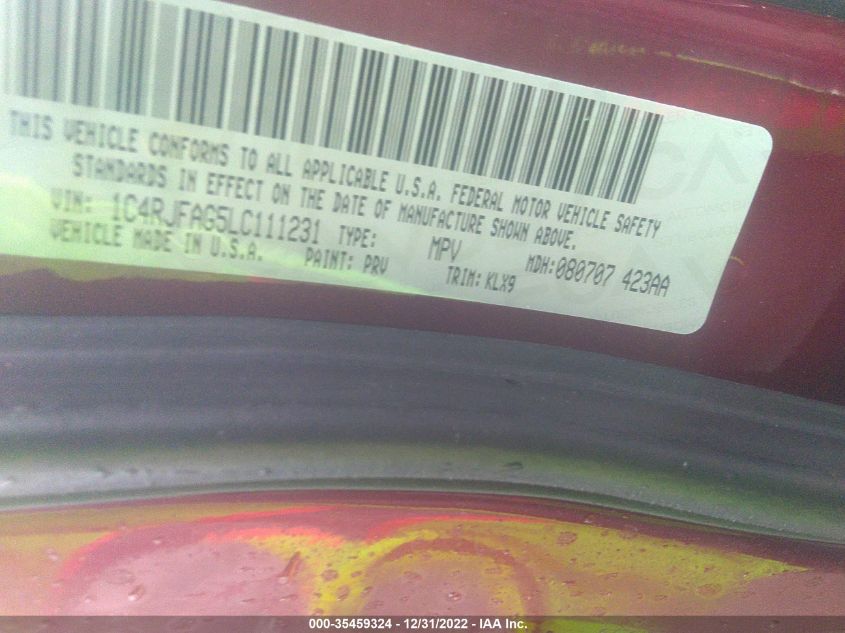 THIS VEHICLE CONFORMS TO ALL APPLICABLE U.S.A. FEDERAL MOTOR VEHICLE SAFETY
STANDARDS IN EFFECT ON THE DATE OF MANUFACTURE SHOWN ABOVE.
VIN: 1C4RJFAG5LC111231 TYPE: MPV MDH:080707 423AA
VEHICLE MADE IN U.S.A. PAINT: PRV TRIM: KLX9
000-35459324 - 12/31/2022 - IAA Inc.